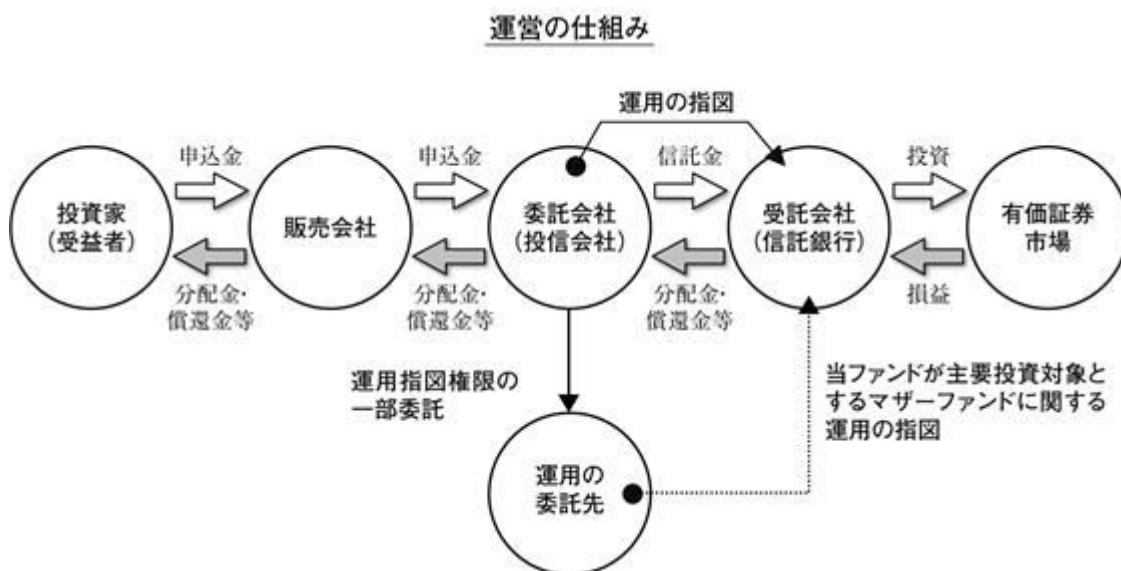 運営の仕組み
運用の指図
申込金
申込金
信託金
投資
投資家
（受益者）
販売会社
委託会社
（投信会社）
受託会社
（信託銀行）
有価証券
市場
分配金・
償還金等
分配金・
償還金等
分配金・
償還金等
損益
運用指図権限の
一部委託
当ファンドが主要投資対象と
するマザーファンドに関する
運用の指図
運用の
委託先